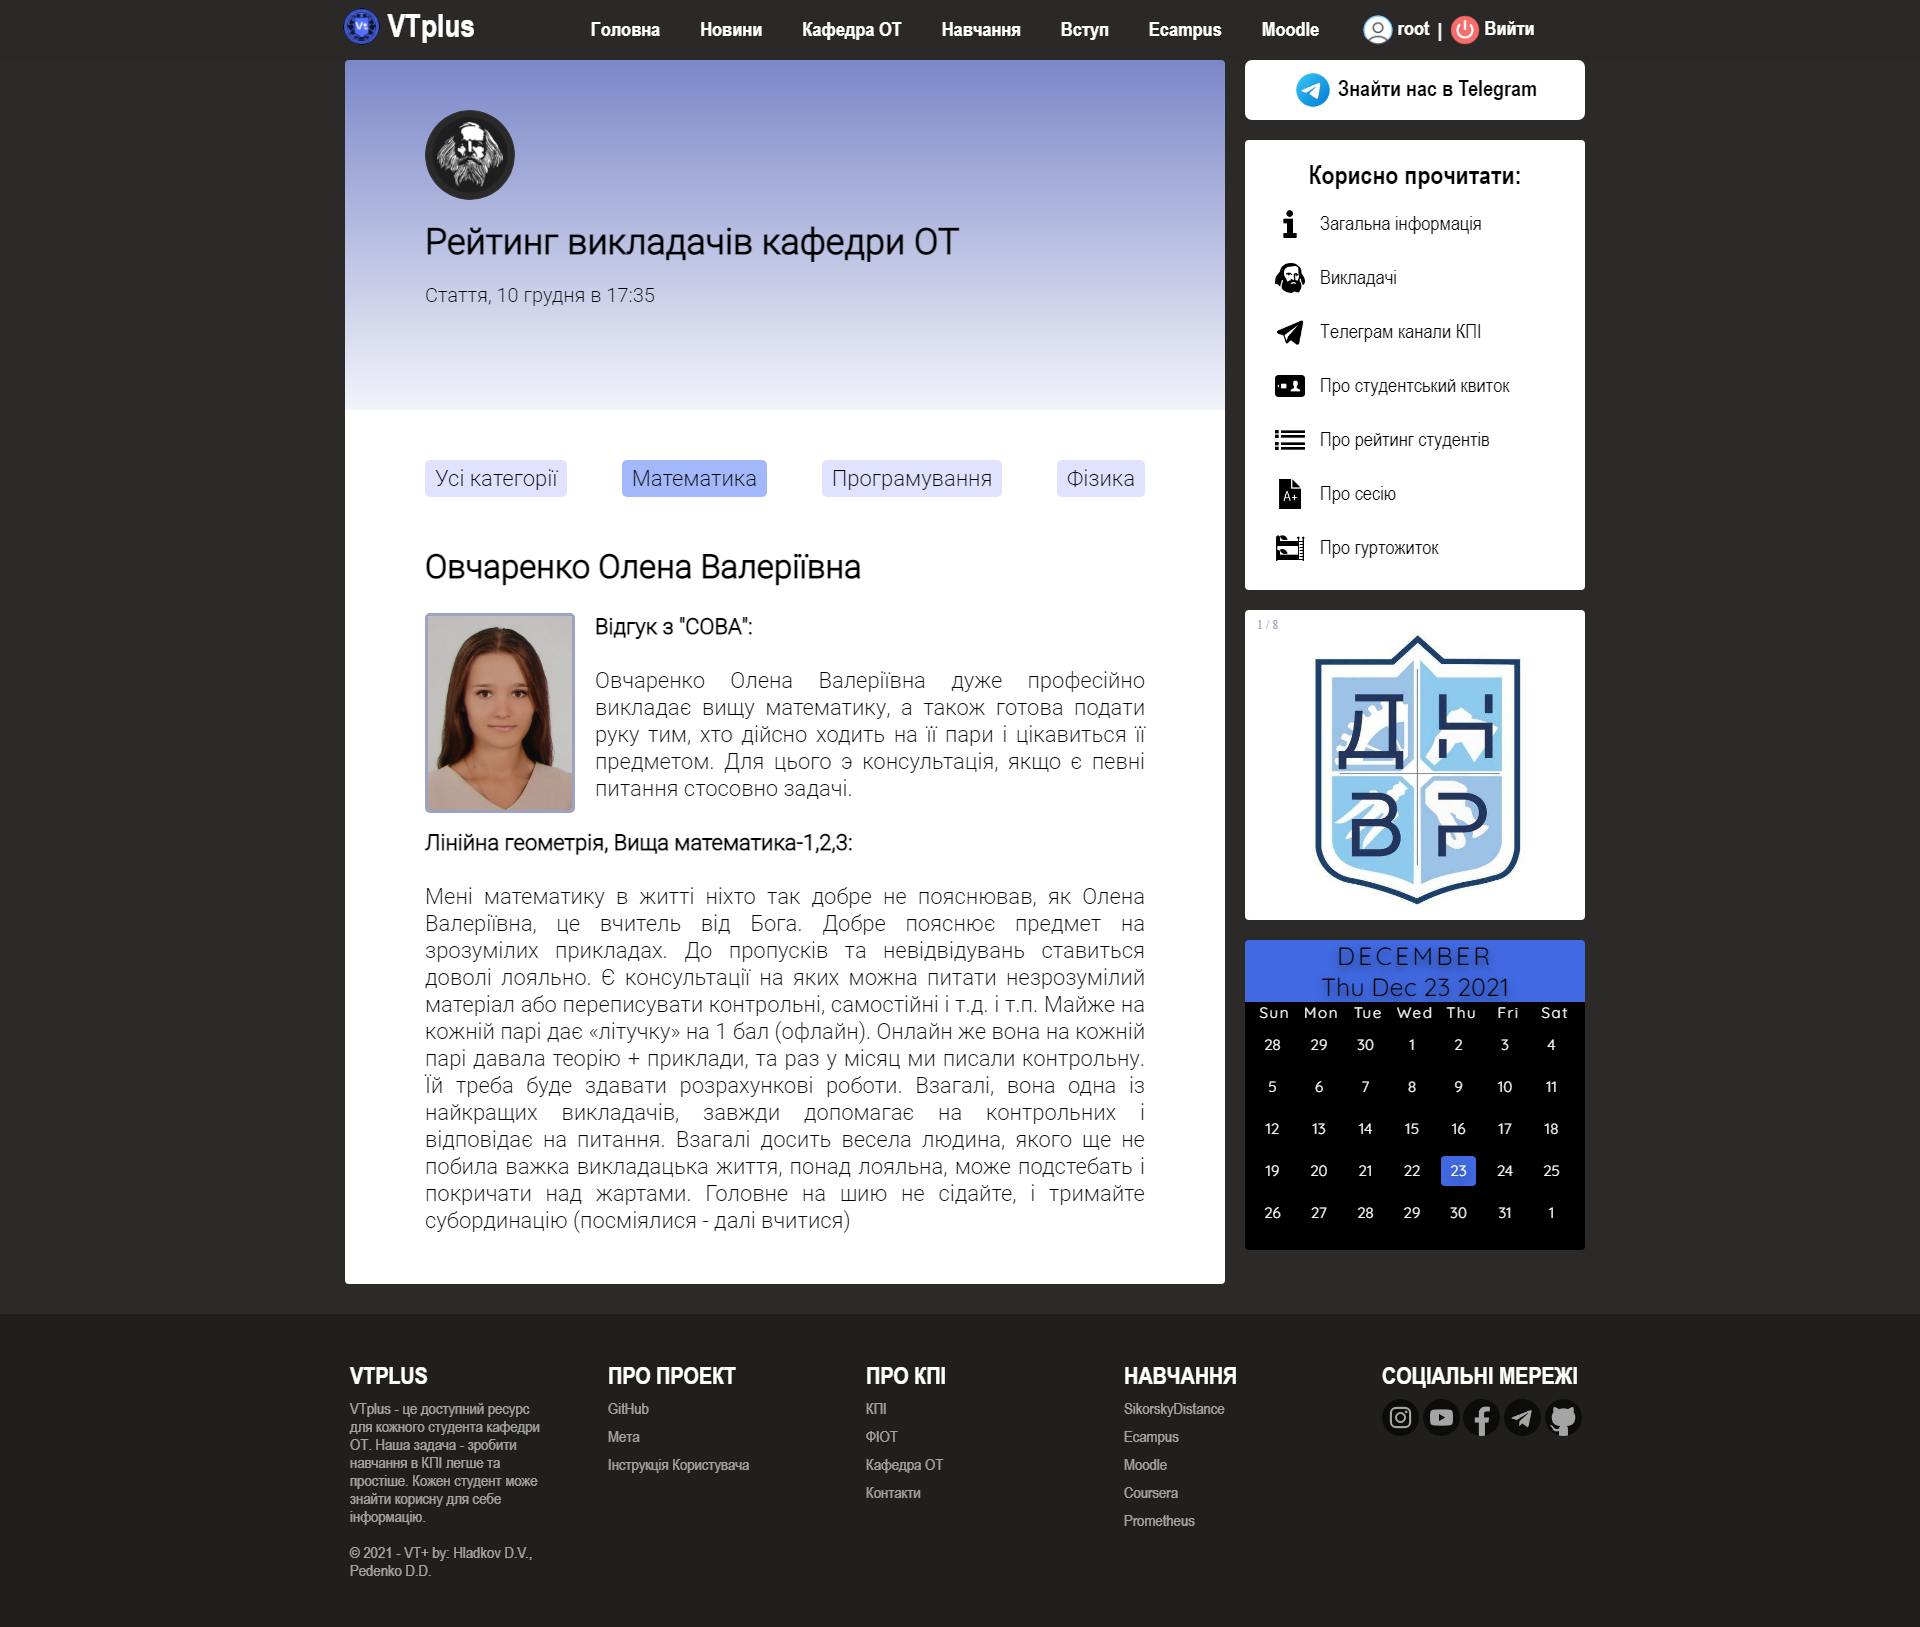 VTplus
Головна Новини Кафедра ОТ Навчання Вступ Ecampus Moodle root | Вийти
Рейтинг викладачів кафедри ОТ
Стаття, 10 грудня в 17:35
Усі категорії Математика Програмування Фізика
Овчаренко Олена Валеріївна
Відгук з "СОВА":
Овчаренко Олена Валеріївна дуже професійно
викладає вищу математику, а також готова подати
руку тим, хто дійсно ходить на її пари і цікавиться її
предметом. Для цього э консультація, якщо є певні
питання стосовно задачі.
Лінійна геометрія, Вища математика-1,2,3:
Мені математику в житті ніхто так добре не пояснював, як Олена
Валеріївна, це вчитель від Бога. Добре пояснює предмет на
зрозумілих прикладах. До пропусків та невідвідувань ставиться
доволі лояльно. Є консультації на яких можна питати незрозумілий
матеріал або переписувати контрольні, самостійні і т.д. і т.п. Майже на
кожній парі дає «літучку» на 1 бал (офлайн). Онлайн же вона на кожній
парі давала теорію + приклади, та раз у місяц ми писали контрольну.
Їй треба буде здавати розрахункові роботи. Взагалі, вона одна із
найкращих викладачів, завжди допомагає на контрольних і
відповідає на питання. Взагалі досить весела людина, якого ще не
побила важка викладацька життя, понад лояльна, може подстебать і
покричати над жартами. Головне на шию не сідайте, і тримайте
субординацію (посміялися - далі вчитися)
Знайти нас в Telegram
Корисно прочитати:
Загальна інформація
Викладачі
Телеграм канали КПІ
Про студентський квиток
Про рейтинг студентів
A+ Про сесію
Про гуртожиток
1 / 8
Д Н
В Р
DECEMBER
Thu Dec 23 2021
Sun Mon Tue Wed Thu Fri Sat
28 29 30 1 2 3 4
5 6 7 8 9 10 11
12 13 14 15 16 17 18
19 20 21 22 23 24 25
26 27 28 29 30 31 1
VTPLUS
VTplus - це доступний ресурс
для кожного студента кафедри
ОТ. Наша задача - зробити
навчання в КПІ легше та
простіше. Кожен студент може
знайти корисну для себе
інформацію.
© 2021 - VT+ by: Hladkov D.V.,
Pedenko D.D.
ПРО ПРОЕКТ
GitHub
Мета
Інструкція Користувача
ПРО КПІ
КПІ
ФІОТ
Кафедра ОТ
Контакти
НАВЧАННЯ
SikorskyDistance
Ecampus
Moodle
Coursera
Prometheus
СОЦІАЛЬНІ МЕРЕЖІ